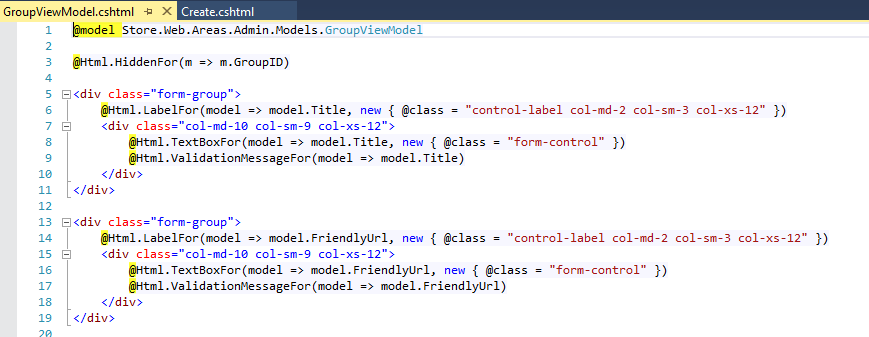 GroupViewModel.cshtml Create.cshtml
1 @model Store.Web.Areas.Admin.Models.GroupViewModel
2
3 @Html.HiddenFor(m => m.GroupID)
4
5 <div class="form-group">
6 @Html.LabelFor(model => model.Title, new { @class = "control-label col-md-2 col-sm-3 col-xs-12" })
7 <div class="col-md-10 col-sm-9 col-xs-12">
8 @Html.TextBoxFor(model => model.Title, new { @class = "form-control" })
9 @Html.ValidationMessageFor(model => model.Title)
10 </div>
11 </div>
12
13 <div class="form-group">
14 @Html.LabelFor(model => model.FriendlyUrl, new { @class = "control-label col-md-2 col-sm-3 col-xs-12" })
15 <div class="col-md-10 col-sm-9 col-xs-12">
16 @Html.TextBoxFor(model => model.FriendlyUrl, new { @class = "form-control" })
17 @Html.ValidationMessageFor(model => model.FriendlyUrl)
18 </div>
19 </div>
20